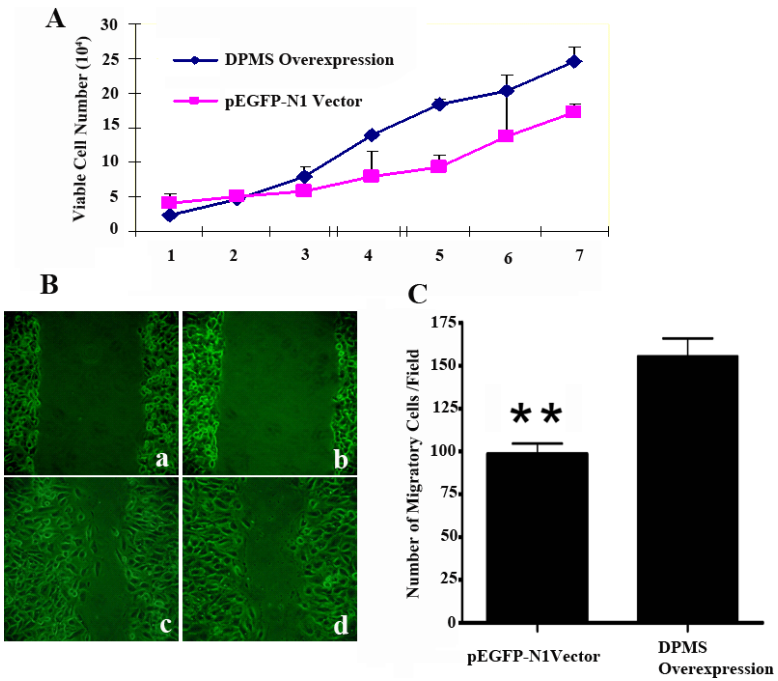 A
Viable Cell Number (10⁴)
30
25
20
15
10
5
0
DPMS Overexpression
pEGFP-N1 Vector
1 2 3 4 5 6 7
B
a
b
c
d
C
Number of Migratory Cells /Field
175
150
125
100
75
50
25
0
**
pEGFP-N1Vector
DPMS
Overexpression